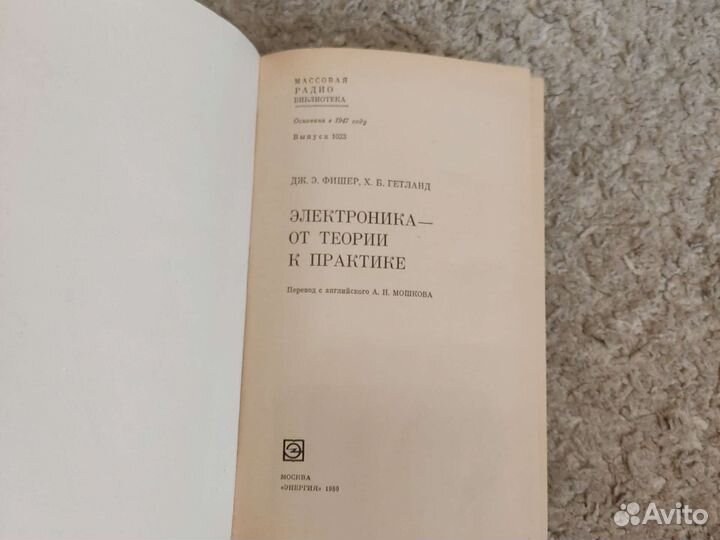 МАССОВАЯ
РАДИО
БИБЛИОТЕКА
Основана в 1947 году
Выпуск 1023
ДЖ. Э. ФИШЕР, Х. Б. ГЕТЛАНД
ЭЛЕКТРОНИКА—
ОТ ТЕОРИИ
К ПРАКТИКЕ
Перевод с английского А. Н. МОШКОВА
МОСКВА
«ЭНЕРГИЯ» 1980
Avito